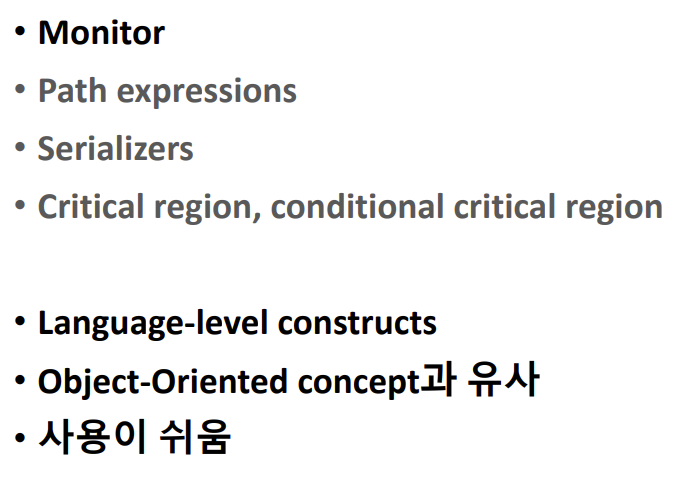 • Monitor
• Path expressions
• Serializers
• Critical region, conditional critical region
• Language-level constructs
• Object-Oriented concept과 유사
• 사용이 쉬움